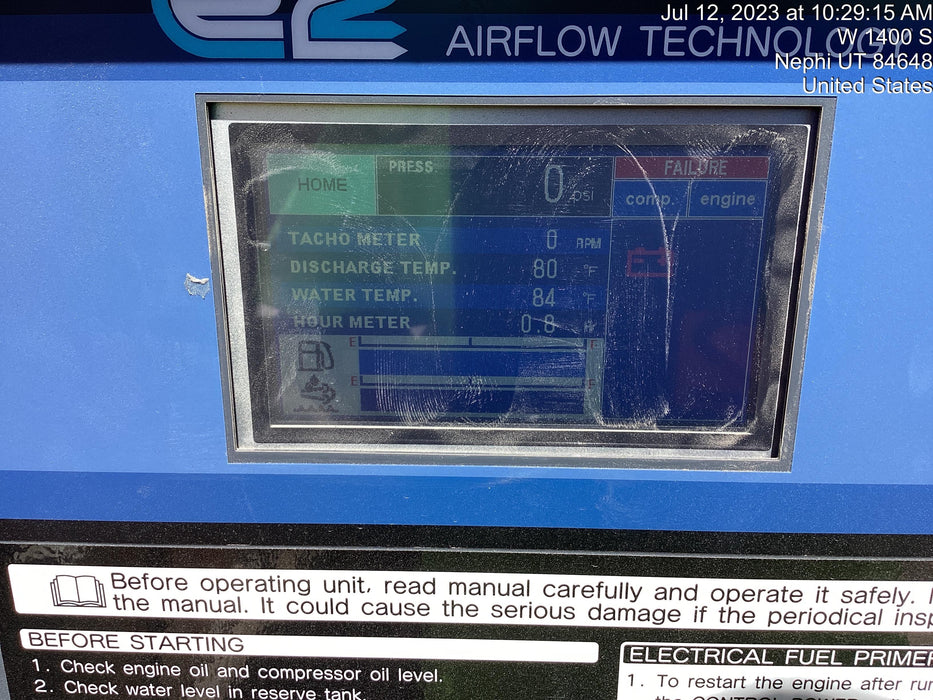 Jul 12, 2023 at 10:29:15 AM
W 1400 S
Nephi UT 84648
United States
AIRFLOW TECHNOLOGY
HOME
PRESS. 0 psi
FAILURE
comp. engine
TACHO METER 0 RPM
DISCHARGE TEMP. 80 °F
WATER TEMP. 84 °F
HOUR METER 0.8 H
E F
E F
Before operating unit, read manual carefully and operate it safely.
the manual. It could cause the serious damage if the periodical insp
BEFORE STARTING
1. Check engine oil and compressor oil level.
2. Check water level in reserve tank.
ELECTRICAL FUEL PRIMER
1. To restart the engine after run